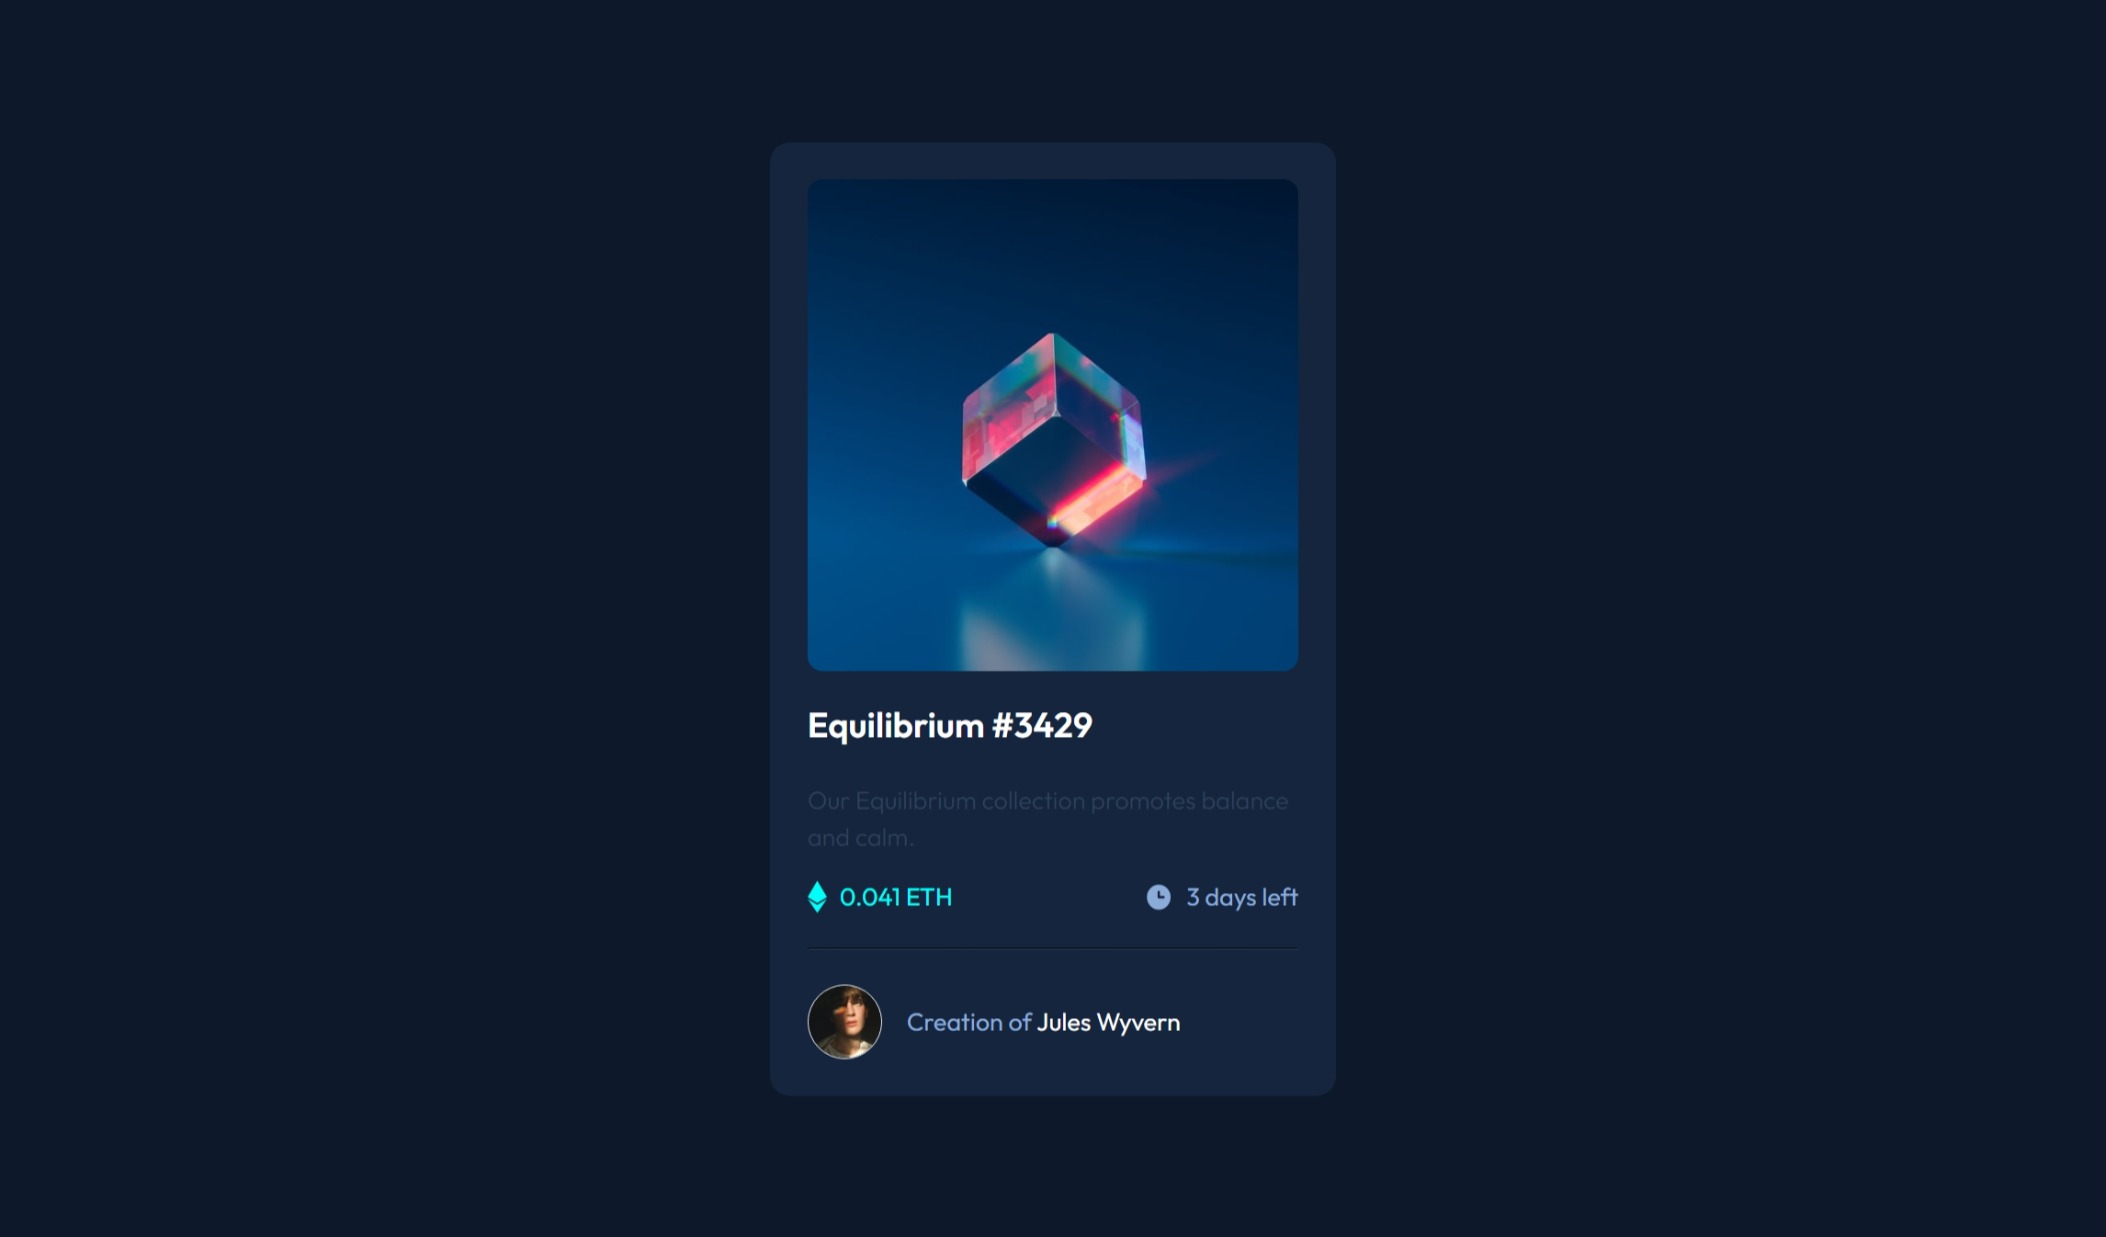 Equilibrium #3429
Our Equilibrium collection promotes balance
and calm.
0.041 ETH
3 days left
Creation of Jules Wyvern